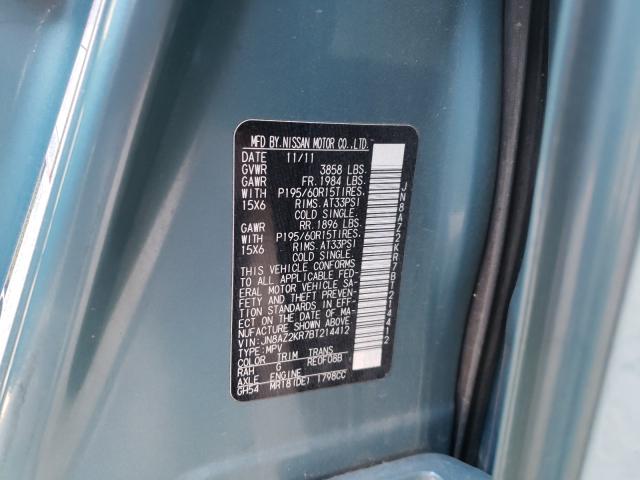 MFD BY.NISSAN MOTOR CO.,LTD.
DATE 11/11
GVWR 3858 LBS.
GAWR FR. 1984 LBS.
WITH P195/60R15TIRES.
15X6 RIMS. AT33PSI
COLD SINGLE.
GAWR RR. 1896 LBS.
WITH P195/60R15TIRES.
15X6 RIMS. AT33PSI
COLD SINGLE.
THIS VEHICLE CONFORMS
TO ALL APPLICABLE FED-
ERAL MOTOR VEHICLE SA-
FETY AND THEFT PREVEN-
TION STANDARDS IN EFF-
ECT ON THE DATE OF MA-
NUFACTURE SHOWN ABOVE
VIN:JN8AZ2KR7BT214412
TYPE:MPV
COLOR TRIM TRANS
RAH G RE0F08B
AXLE ENGINE
GH54 MR18(DE) 1798CC
JN8AZ2KR7BT214412